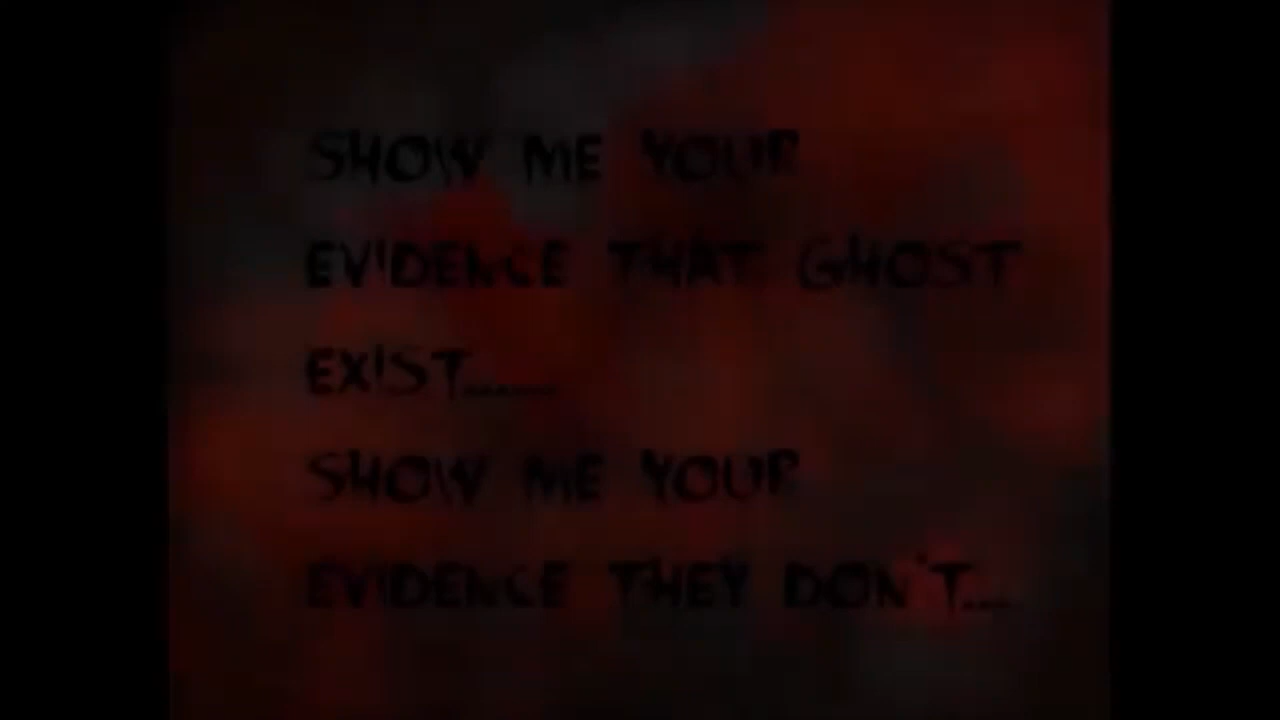 SHOW ME YOUR
EVIDENCE THAT GHOST
EXIST......
SHOW ME YOUR
EVIDENCE THEY DON'T...